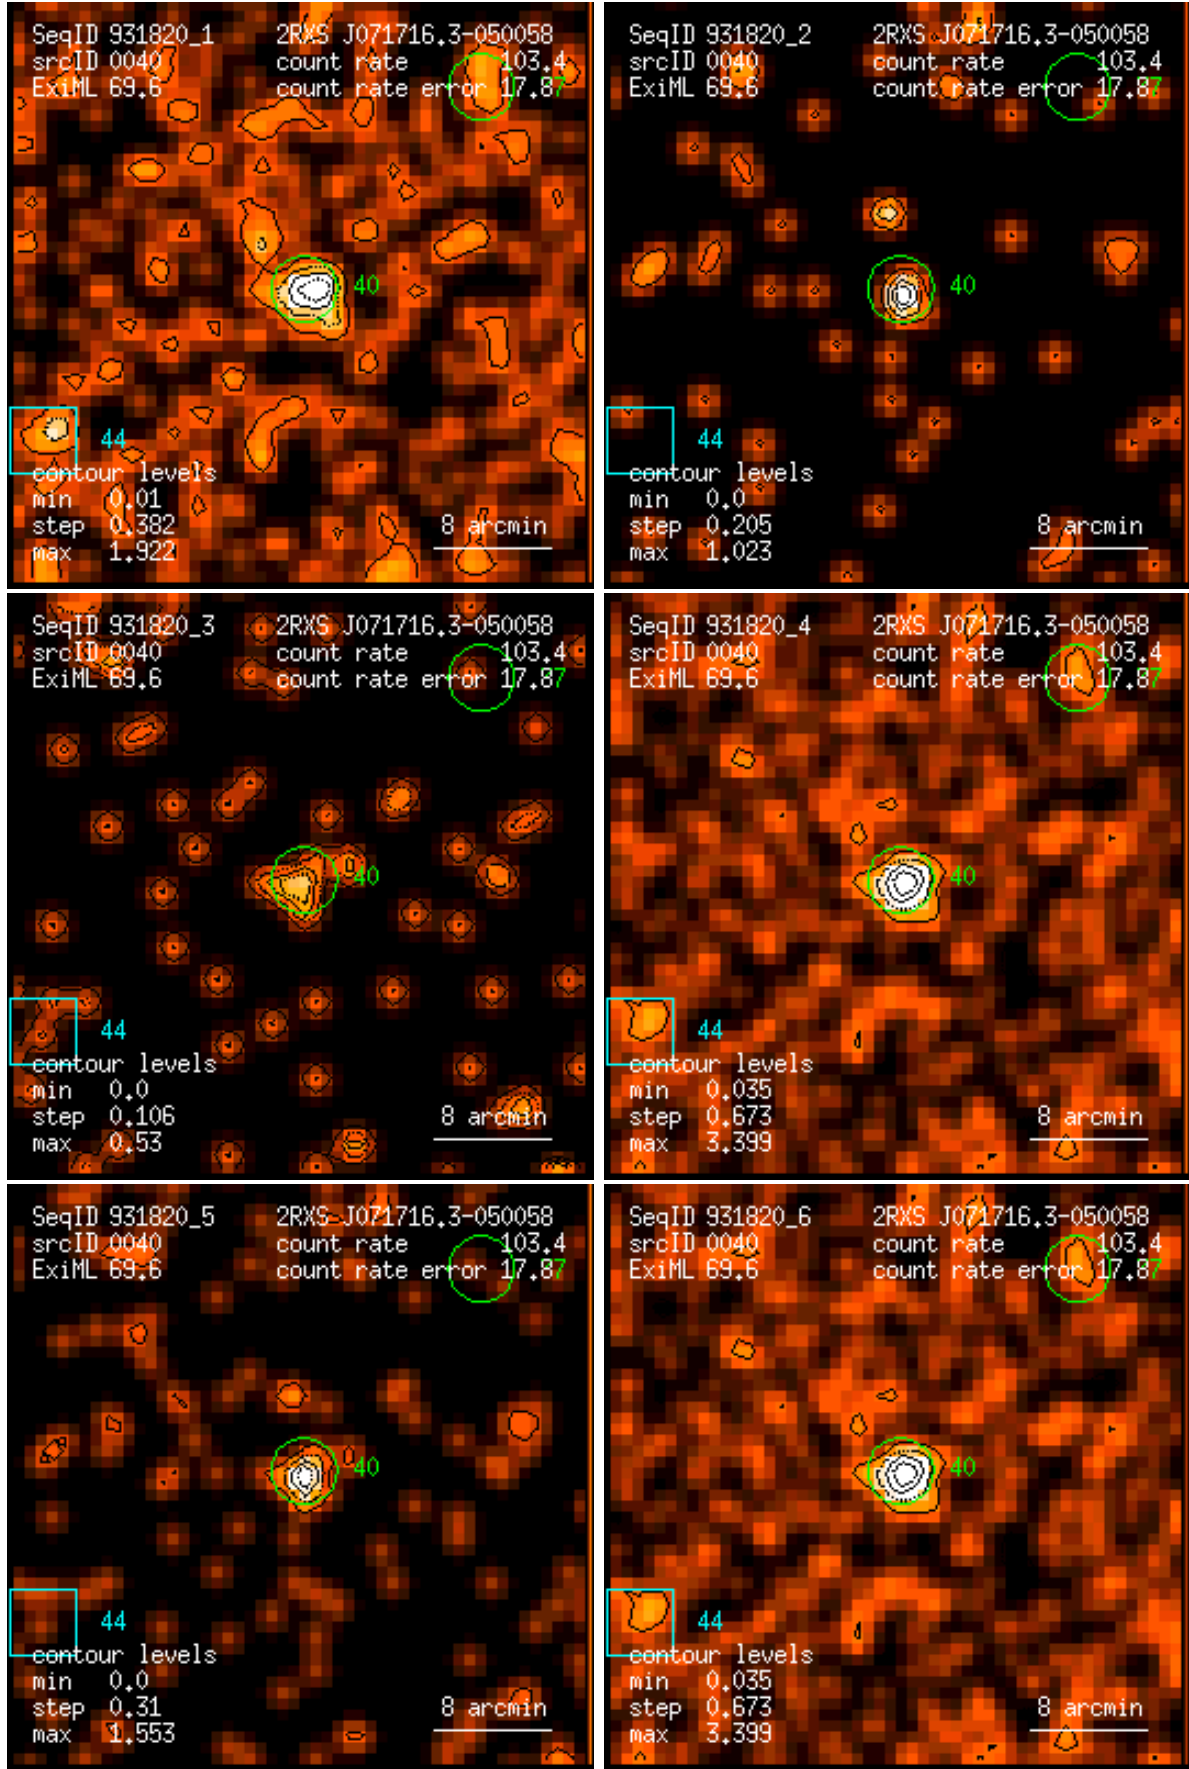 SeqID 931820_1 2RXS J071716.3-050058
srcID 0040 count rate 103.4
ExiML 69.6 count rate error 17.87
40
44
contour levels
min 0.01
step 0.382 8 arcmin
max 1.922
SeqID 931820_2 2RXS J071716.3-050058
srcID 0040 count rate 103.4
ExiML 69.6 count rate error 17.87
40
44
contour levels
min 0.0
step 0.205 8 arcmin
max 1.023
SeqID 931820_3 2RXS J071716.3-050058
srcID 0040 count rate 103.4
ExiML 69.6 count rate error 17.87
40
44
contour levels
min 0.0
step 0.106 8 arcmin
max 0.53
SeqID 931820_4 2RXS J071716.3-050058
srcID 0040 count rate 103.4
ExiML 69.6 count rate error 17.87
40
44
contour levels
min 0.035
step 0.673 8 arcmin
max 3.399
SeqID 931820_5 2RXS J071716.3-050058
srcID 0040 count rate 103.4
ExiML 69.6 count rate error 17.87
40
44
contour levels
min 0.0
step 0.31 8 arcmin
max 1.553
SeqID 931820_6 2RXS J071716.3-050058
srcID 0040 count rate 103.4
ExiML 69.6 count rate error 17.87
40
44
contour levels
min 0.035
step 0.673 8 arcmin
max 3.399